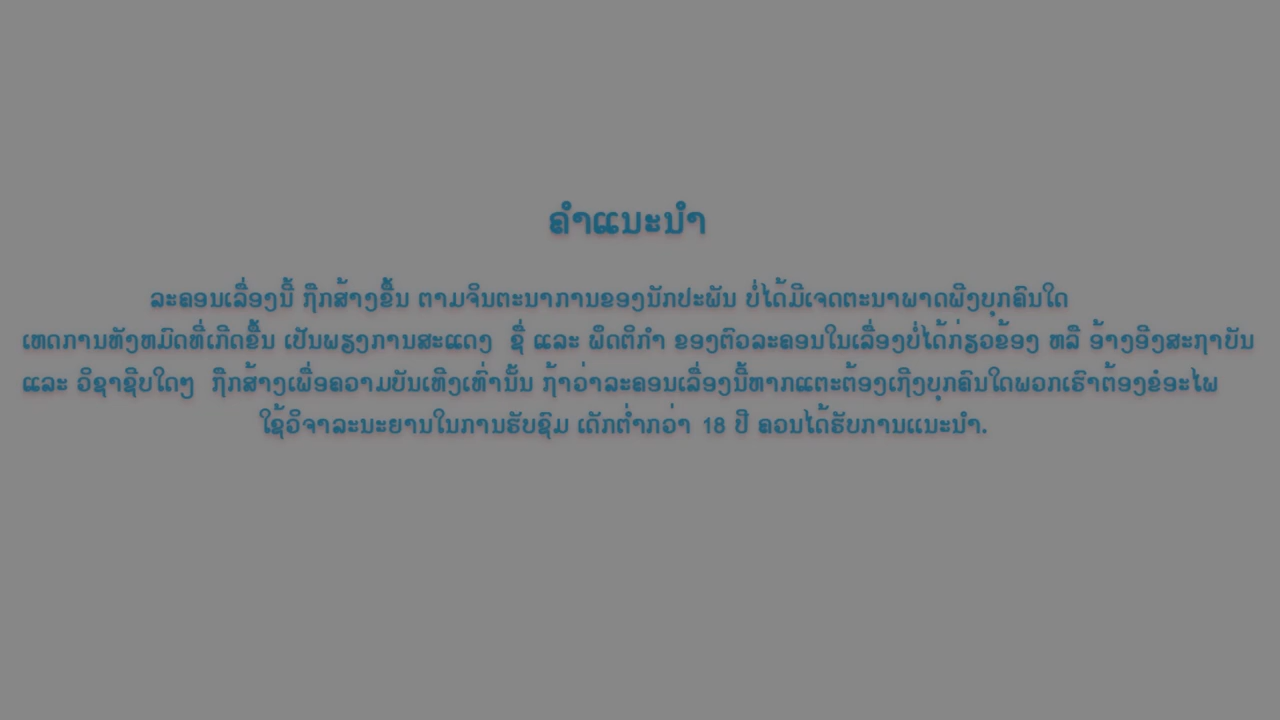 ຄຳແນະນຳ
ລະຄອນເລື່ອງນີ້ ຖືກສ້າງຂຶ້ນ ຕາມຈິນຕະນາການຂອງນັກປະພັນ ບໍ່ໄດ້ມີເຈດຕະນາພາດພີງບຸກຄົນໃດ
ເຫດການທັງຫມົດທີ່ເກີດຂຶ້ນ ເປັນພຽງການສະແດງ ຊື່ ແລະ ພຶດຕິກຳ ຂອງຕົວລະຄອນໃນເລື່ອງບໍ່ໄດ້ກ່ຽວຂ້ອງ ຫລື ອ້າງອີງສະຖາບັນ
ແລະ ວິຊາຊີບໃດໆ ຖືກສ້າງເພື່ອຄວາມບັນເທີງເທົ່ານັ້ນ ຖ້າວ່າລະຄອນເລື່ອງນີ້ຫາກແຕະຕ້ອງເຖີງບຸກຄົນໃດພວກເຮົາຕ້ອງຂໍອະໄພ
ໃຊ້ວິຈາລະນະຍານໃນການຮັບຊົມ ເດັກຕ່ຳກວ່າ 18 ປີ ຄວນໄດ້ຮັບການແນະນຳ.